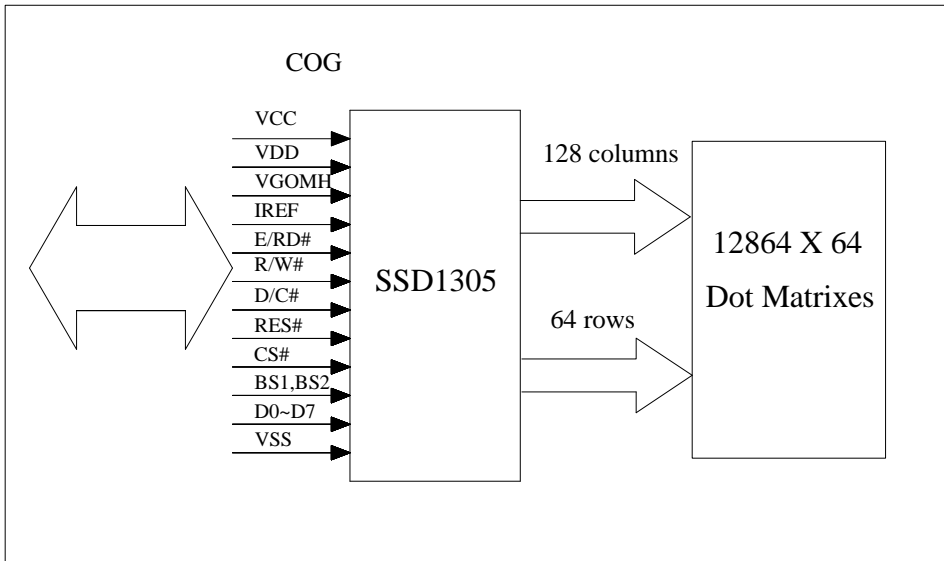 COG
VCC
VDD
VGOMH
IREF
E/RD#
R/W#
D/C#
RES#
CS#
BS1,BS2
D0~D7
VSS
SSD1305
128 columns
64 rows
12864 X 64
Dot Matrixes